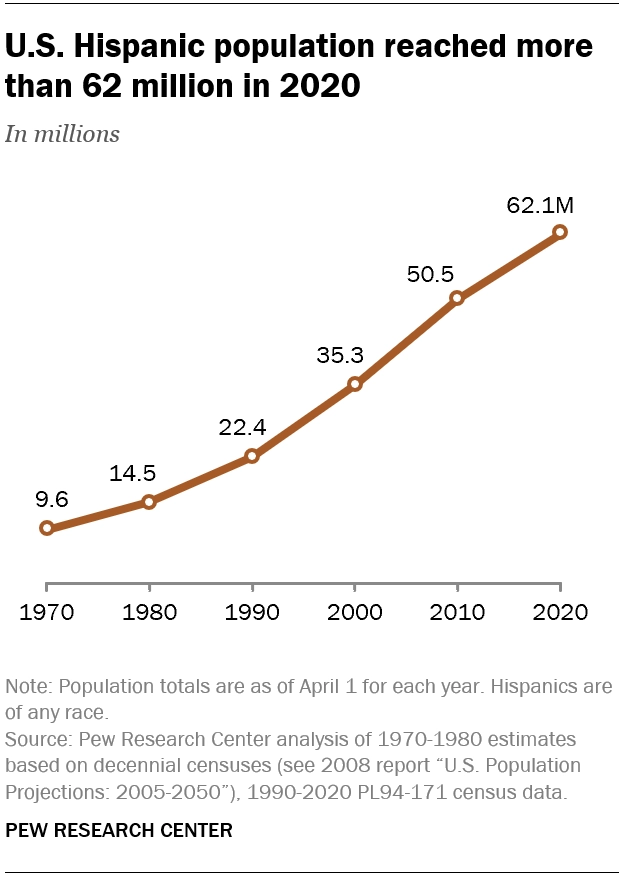 U.S. Hispanic population reached more
than 62 million in 2020
In millions
62.1M
50.5
35.3
22.4
14.5
9.6
1970 1980 1990 2000 2010 2020
Note: Population totals are as of April 1 for each year. Hispanics are
of any race.
Source: Pew Research Center analysis of 1970-1980 estimates
based on decennial censuses (see 2008 report “U.S. Population
Projections: 2005-2050”), 1990-2020 PL94-171 census data.
PEW RESEARCH CENTER